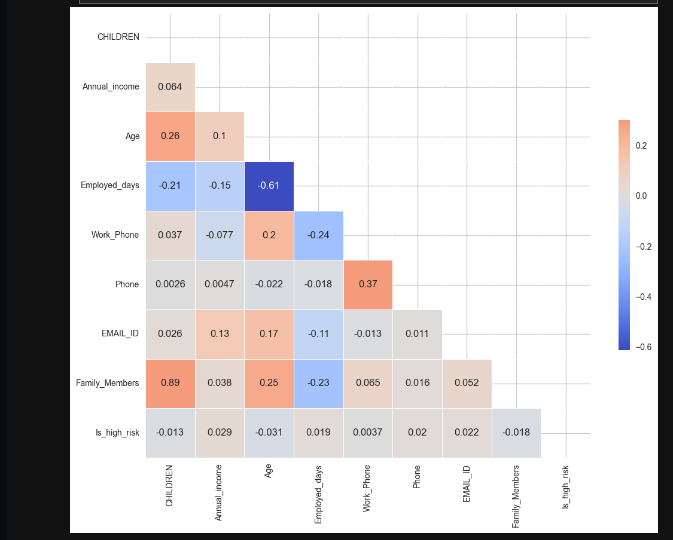 CHILDREN
Annual_income 0.064
Age 0.26 0.1 0.2
Employed_days -0.21 -0.15 -0.61 0.0
Work_Phone 0.037 -0.077 0.2 -0.24 −0.2
Phone 0.0026 0.0047 -0.022 -0.018 0.37 −0.4
EMAIL_ID 0.026 0.13 0.17 -0.11 -0.013 0.011 −0.6
Family_Members 0.89 0.038 0.25 -0.23 0.065 0.016 0.052
Is_high_risk -0.013 0.029 -0.031 0.019 0.0037 0.02 0.022 -0.018
CHILDREN
Annual_income
Age
Employed_days
Work_Phone
Phone
EMAIL_ID
Family_Members
Is_high_risk